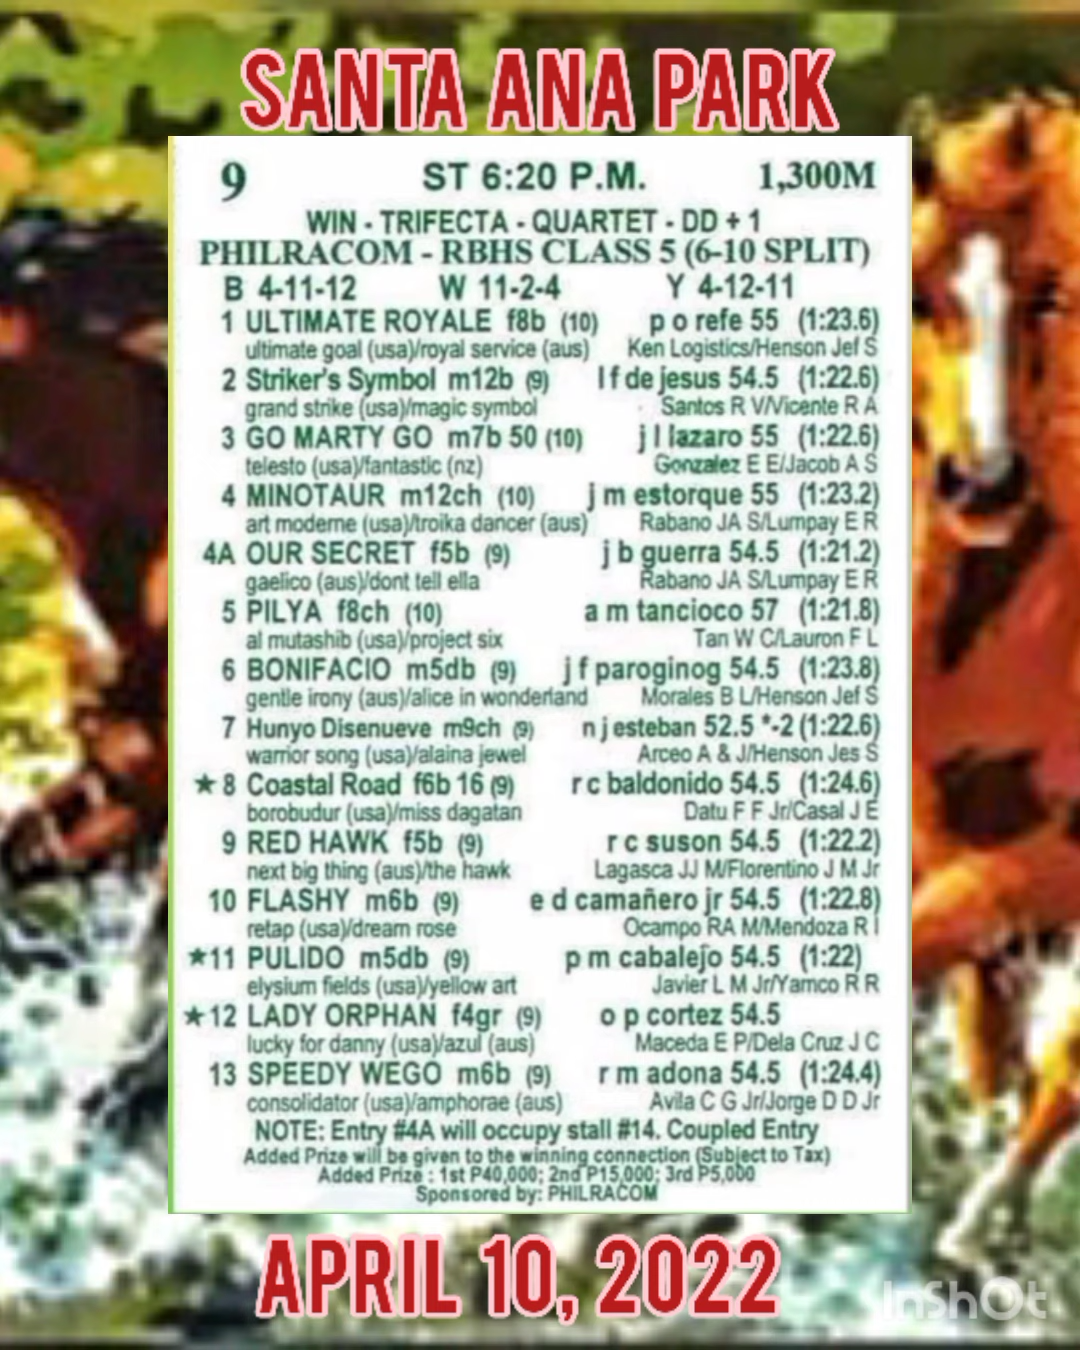 SANTA ANA PARK
9 ST 6:20 P.M. 1,300M
WIN - TRIFECTA - QUARTET - DD + 1
PHILRACOM - RBHS CLASS 5 (6-10 SPLIT)
B 4-11-12 W 11-2-4 Y 4-12-11
1 ULTIMATE ROYALE f8b (10) p o refe 55 (1:23.6)
ultimate goal (usa)/royal service (aus) Ken Logistics/Henson Jef S
2 Striker's Symbol m12b (9) l f de jesus 54.5 (1:22.6)
grand strike (usa)/magic symbol Santos R V/Vicente R A
3 GO MARTY GO m7b 50 (10) j l lazaro 55 (1:22.6)
telesto (usa)/fantastic (nz) Gonzalez E E/Jacob A S
4 MINOTAUR m12ch (10) j m estorque 55 (1:23.2)
art moderne (usa)/troika dancer (aus) Rabano JA S/Lumpay E R
4A OUR SECRET f5b (9) j b guerra 54.5 (1:21.2)
gaelico (aus)/dont tell ella Rabano JA S/Lumpay E R
5 PILYA f8ch (10) a m tancioco 57 (1:21.8)
al mutashib (usa)/project six Tan W C/Lauron F L
6 BONIFACIO m5db (9) j f paroginog 54.5 (1:23.8)
gentle irony (aus)/alice in wonderland Morales B L/Henson Jef S
7 Hunyo Disenueve m9ch (9) n j esteban 52.5 *-2 (1:22.6)
warrior song (usa)/alaina jewel Arceo A & J/Henson Jes S
★ 8 Coastal Road f6b 16 (9) r c baldonido 54.5 (1:24.6)
borobudur (usa)/miss dagatan Datu F F Jr/Casal J E
9 RED HAWK f5b (9) r c suson 54.5 (1:22.2)
next big thing (aus)/the hawk Lagasca JJ M/Florentino J M Jr
10 FLASHY m6b (9) e d camañero jr 54.5 (1:22.8)
retap (usa)/dream rose Ocampo RA M/Mendoza R I
★11 PULIDO m5db (9) p m cabalejo 54.5 (1:22)
elysium fields (usa)/yellow art Javier L M Jr/Yamco R R
★12 LADY ORPHAN f4gr (9) o p cortez 54.5
lucky for danny (usa)/azul (aus) Maceda E P/Dela Cruz J C
13 SPEEDY WEGO m6b (9) r m adona 54.5 (1:24.4)
consolidator (usa)/amphorae (aus) Avila C G Jr/Jorge D D Jr
NOTE: Entry #4A will occupy stall #14. Coupled Entry
Added Prize will be given to the winning connection (Subject to Tax)
Added Prize : 1st P40,000; 2nd P15,000; 3rd P5,000
Sponsored by: PHILRACOM
APRIL 10, 2022
InShOt